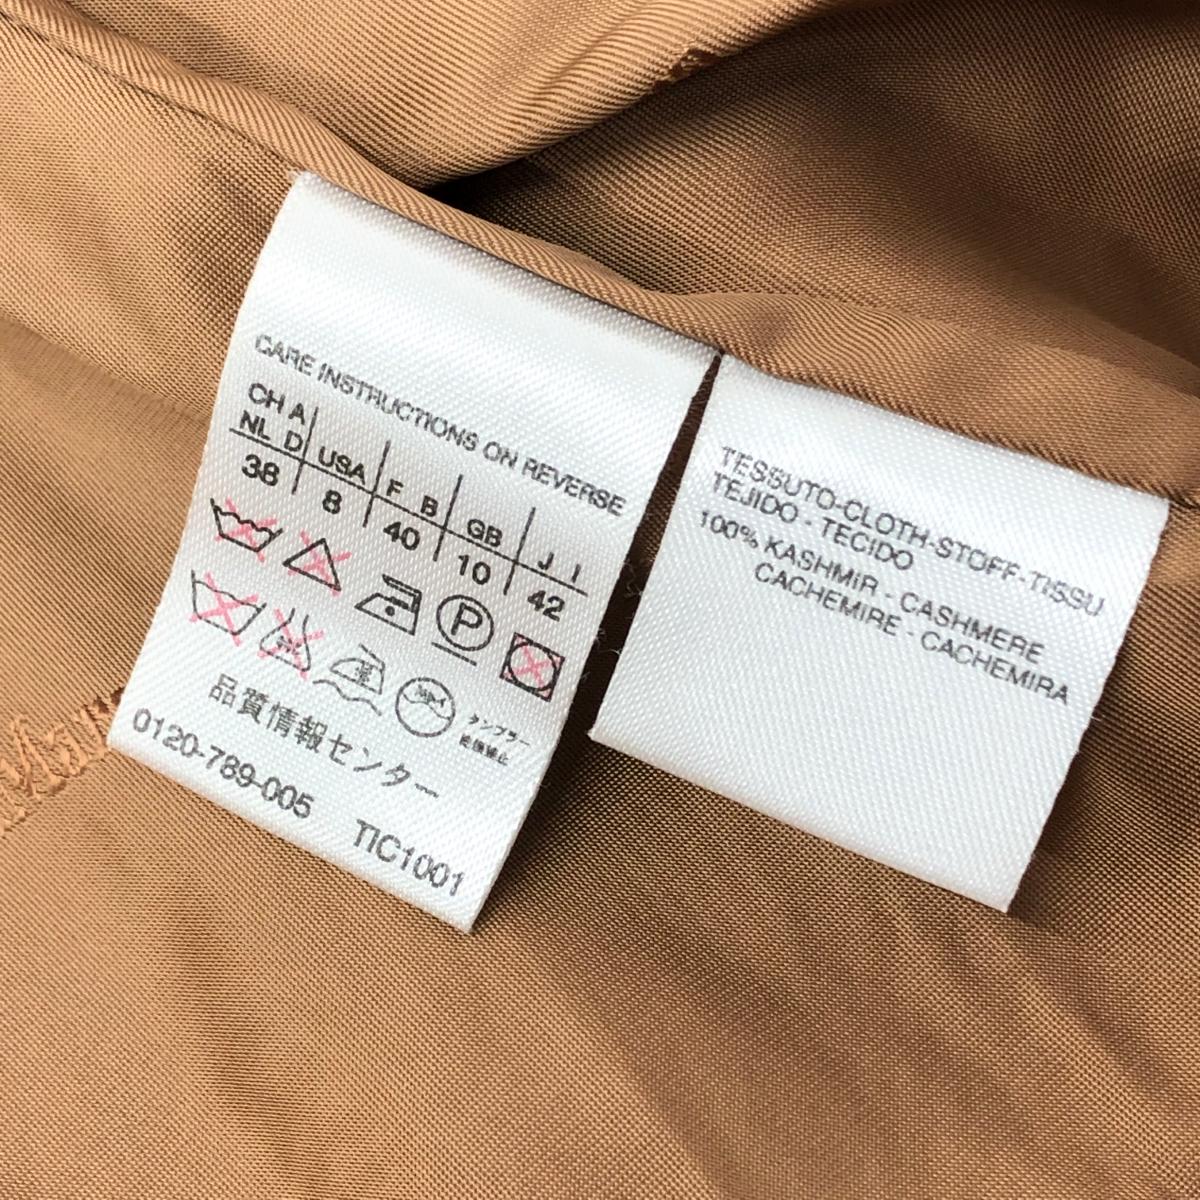 CARE INSTRUCTIONS ON REVERSE
CH A USA F B GB J I
NL D
38 8 40 10 42
P
品質情報センター
タンブラー
乾燥禁止
0120-789-005 TIC1001
TESSUTO-CLOTH-STOFF-TISSU
TEJIDO - TECIDO
100% KASHMIR - CASHMERE
CACHEMIRE - CACHEMIRA